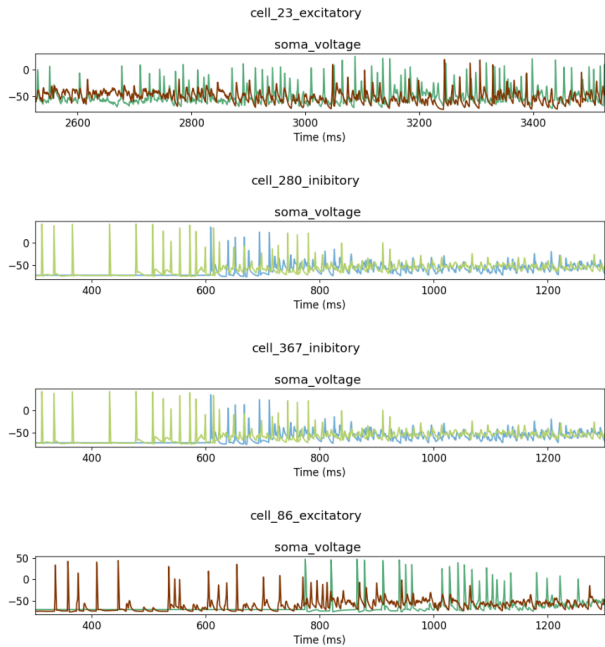 cell_23_excitatory
soma_voltage
0
−50
2600 2800 3000 3200 3400
Time (ms)
cell_280_inibitory
soma_voltage
0
−50
400 600 800 1000 1200
Time (ms)
cell_367_inibitory
soma_voltage
0
−50
400 600 800 1000 1200
Time (ms)
cell_86_excitatory
soma_voltage
50
0
−50
400 600 800 1000 1200
Time (ms)